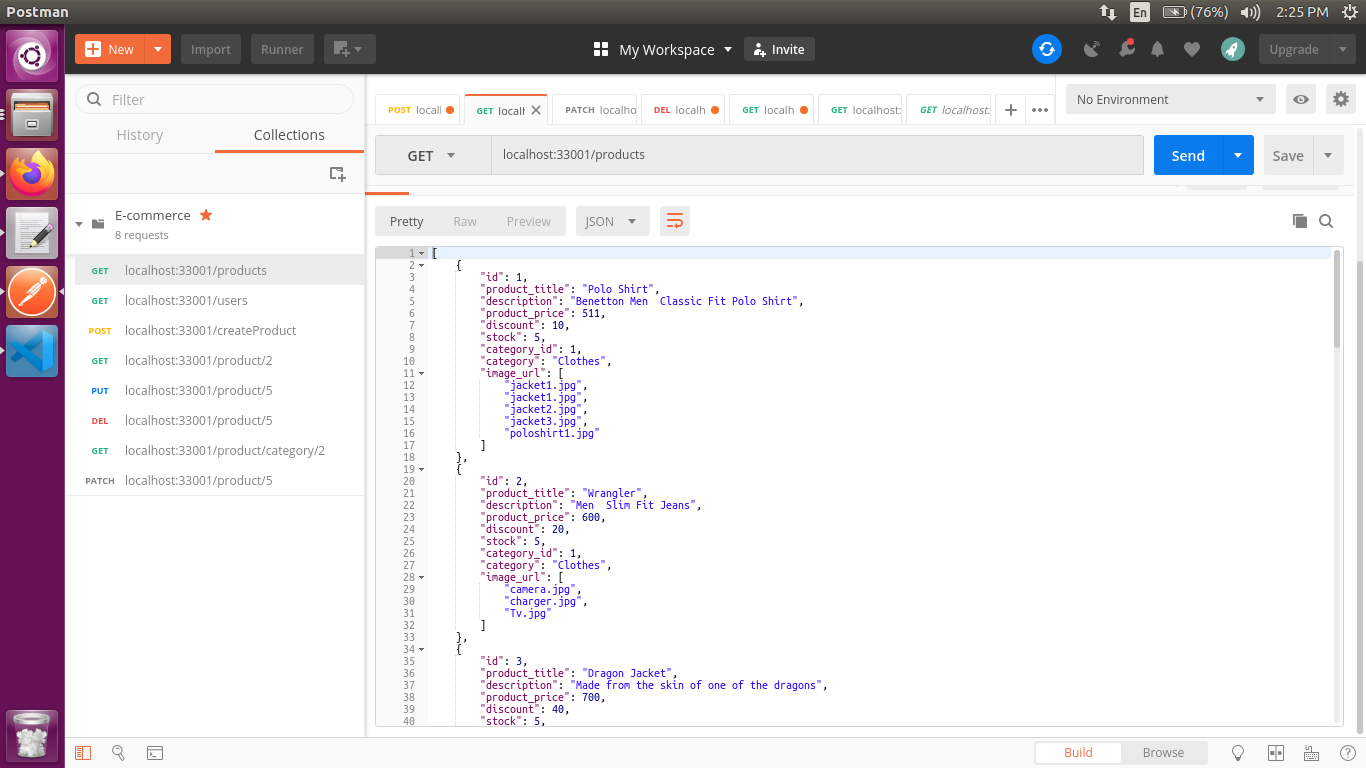 Postman
En
(76%)
2:25 PM
New
Import
Runner
My Workspace
Invite
Upgrade
Filter
History
Collections
E-commerce
8 requests
GET localhost:33001/products
GET localhost:33001/users
POST localhost:33001/createProduct
GET localhost:33001/product/2
PUT localhost:33001/product/5
DEL localhost:33001/product/5
GET localhost:33001/product/category/2
PATCH localhost:33001/product/5
POST locall
GET localh
PATCH localho
DEL localh
GET localh
GET localhost:
GET localhost:
No Environment
GET
localhost:33001/products
Send
Save
Pretty
Raw
Preview
JSON
1 [
2 {
3 "id": 1,
4 "product_title": "Polo Shirt",
5 "description": "Benetton Men  Classic Fit Polo Shirt",
6 "product_price": 511,
7 "discount": 10,
8 "stock": 5,
9 "category_id": 1,
10 "category": "Clothes",
11 "image_url": [
12 "jacket1.jpg",
13 "jacket1.jpg",
14 "jacket2.jpg",
15 "jacket3.jpg",
16 "poloshirt1.jpg"
17 ]
18 },
19 {
20 "id": 2,
21 "product_title": "Wrangler",
22 "description": "Men  Slim Fit Jeans",
23 "product_price": 600,
24 "discount": 20,
25 "stock": 5,
26 "category_id": 1,
27 "category": "Clothes",
28 "image_url": [
29 "camera.jpg",
30 "charger.jpg",
31 "Tv.jpg"
32 ]
33 },
34 {
35 "id": 3,
36 "product_title": "Dragon Jacket",
37 "description": "Made from the skin of one of the dragons",
38 "product_price": 700,
39 "discount": 40,
40 "stock": 5,
Build
Browse